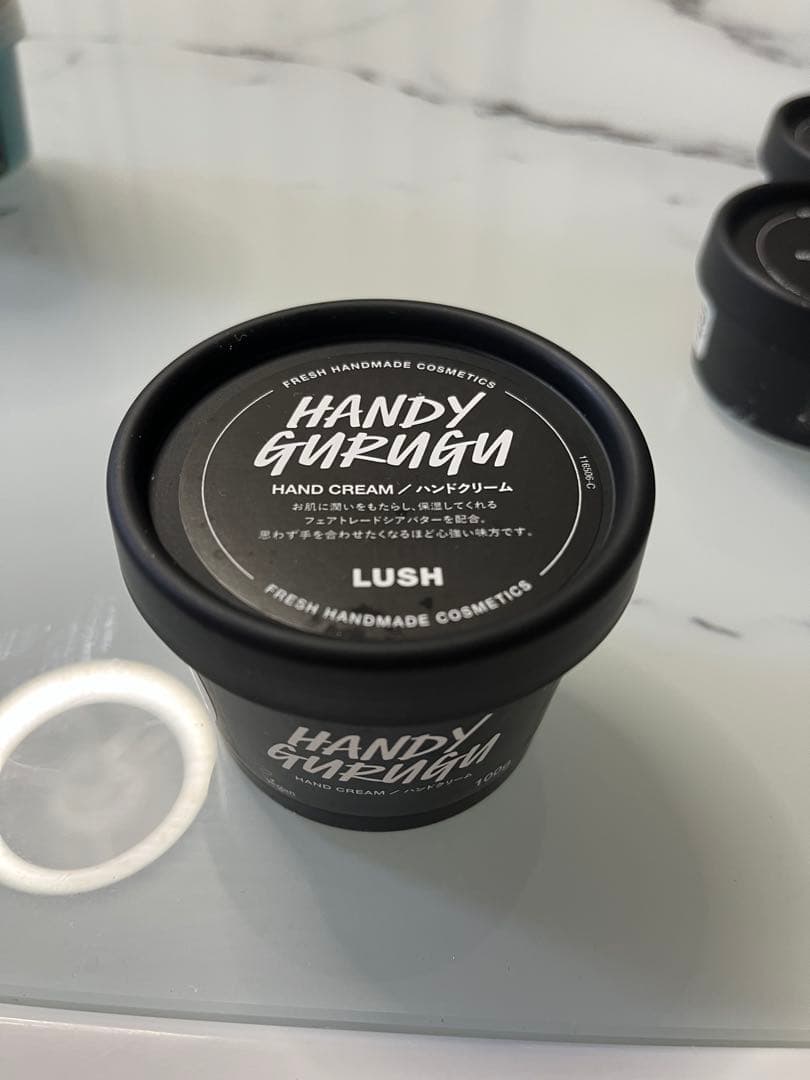 FRESH HANDMADE COSMETICS
HANDY
GURUGU
HAND CREAM / ハンドクリーム
お肌に潤いをもたらし、保湿してくれる
フェアトレードシアバターを配合。
思わず手を合わせたくなるほど心強い味方です。
LUSH
FRESH HANDMADE COSMETICS
116506-C
HANDY
GURUGU
HAND CREAM / ハンドクリーム
100g